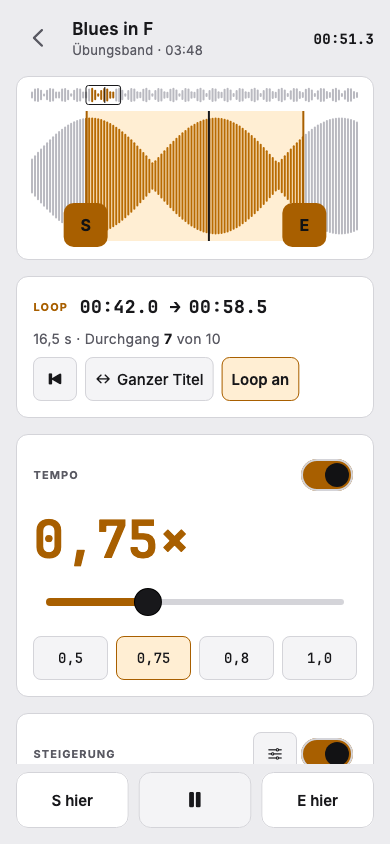 Blues in F
Übungsband · 03:48
00:51.3
S
E
LOOP 00:42.0 → 00:58.5
16,5 s · Durchgang 7 von 10
↔ Ganzer Titel
Loop an
TEMPO
0,75×
0,5
0,75
0,8
1,0
STEIGERUNG
S hier
E hier